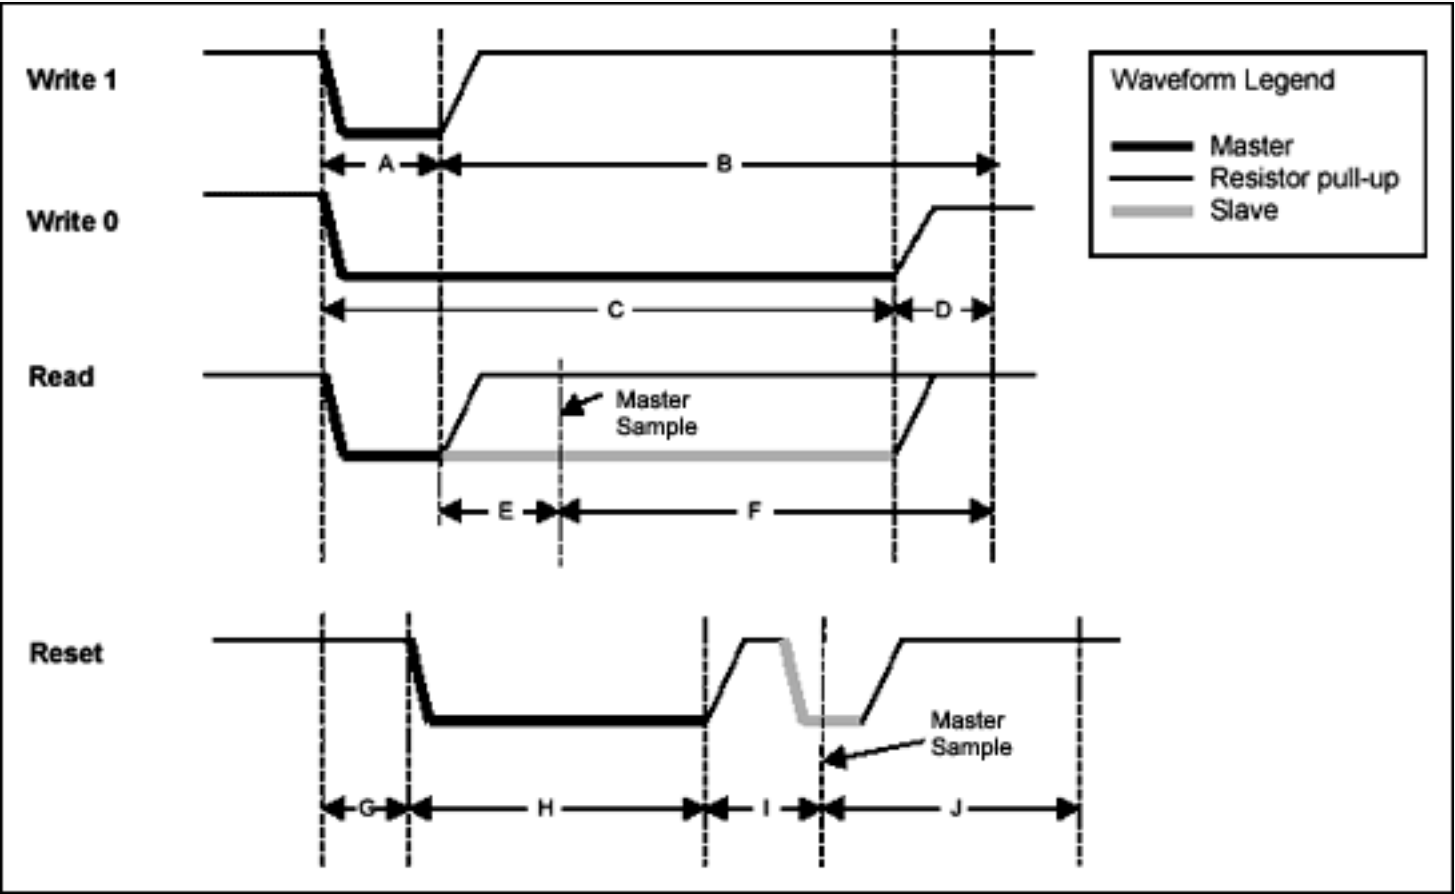 Write 1
A
B
Waveform Legend
Master
Resistor pull-up
Slave
Write 0
C
D
Read
Master
Sample
E
F
Reset
Master
Sample
G
H
I
J